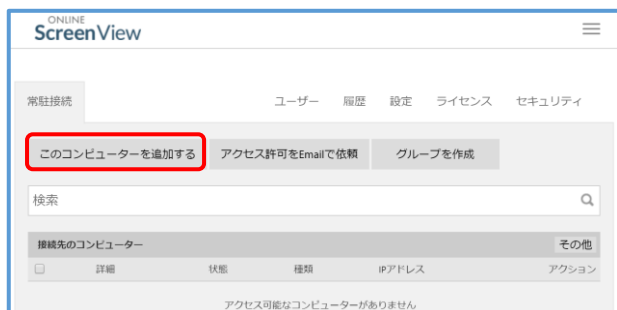 ONLINE
ScreenView
常駐接続 ユーザー 履歴 設定 ライセンス セキュリティ
このコンピューターを追加する アクセス許可をEmailで依頼 グループを作成
検索
接続先のコンピューター その他
詳細 状態 種類 IPアドレス アクション
アクセス可能なコンピューターがありません